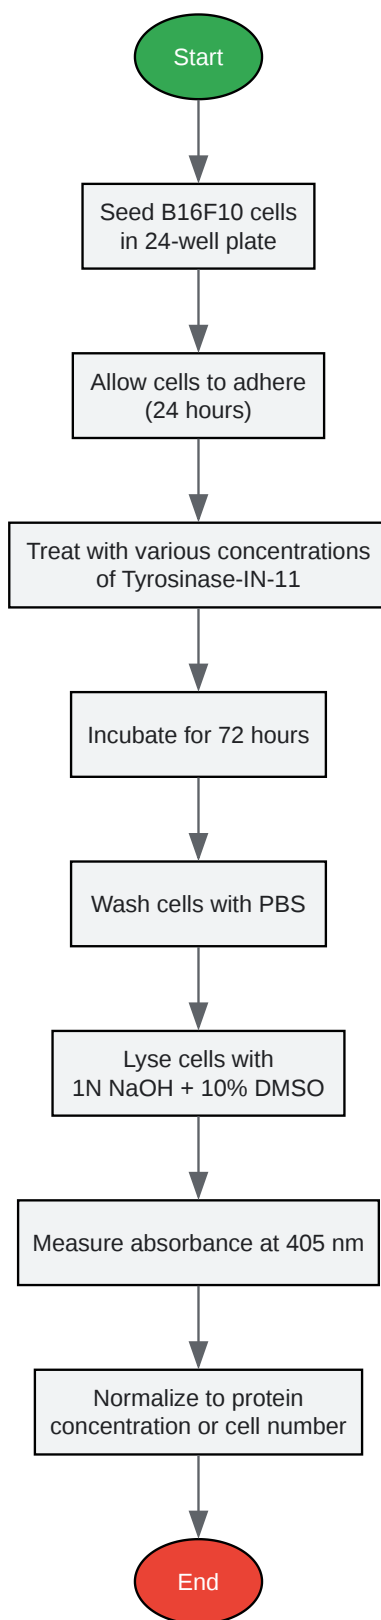 Start
Seed B16F10 cells
in 24-well plate
Allow cells to adhere
(24 hours)
Treat with various concentrations
of Tyrosinase-IN-11
Incubate for 72 hours
Wash cells with PBS
Lyse cells with
1N NaOH + 10% DMSO
Measure absorbance at 405 nm
Normalize to protein
concentration or cell number
End